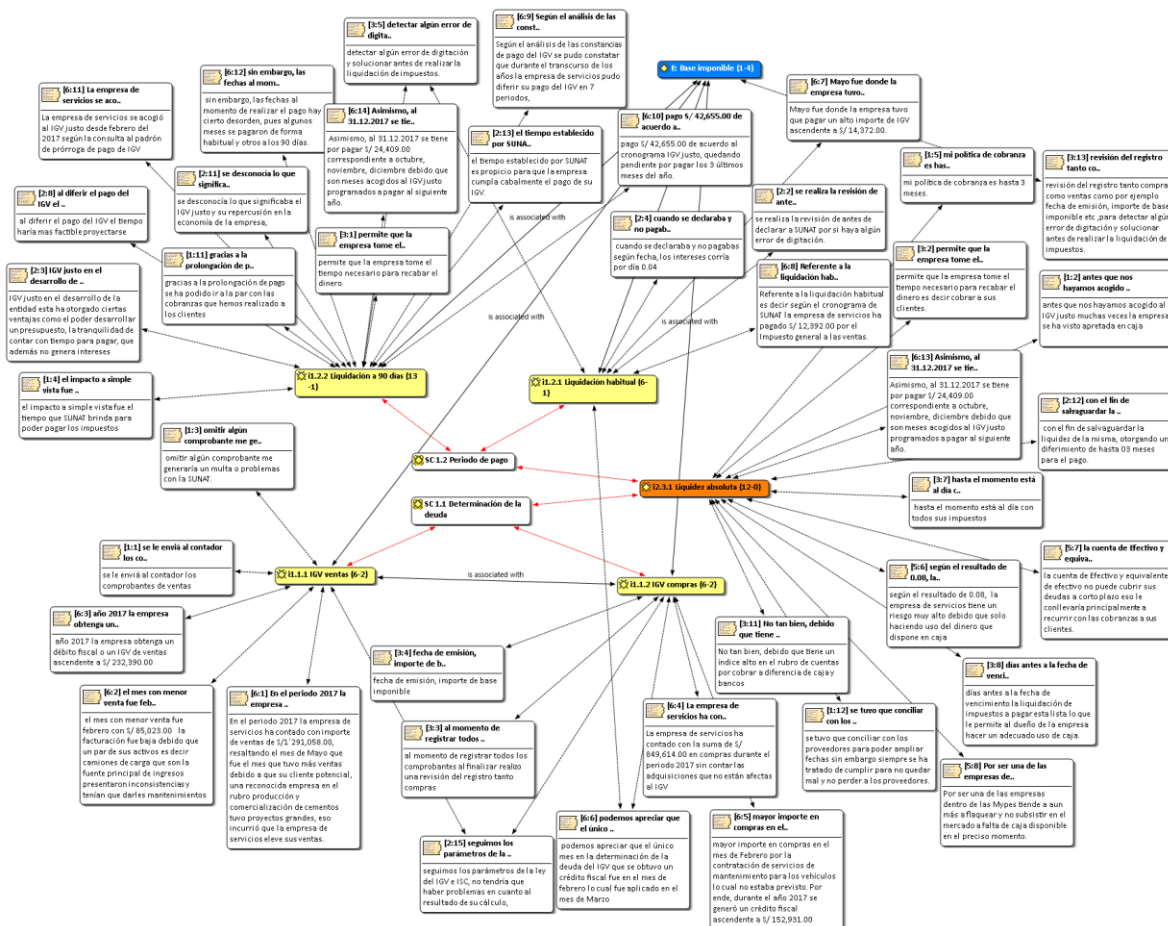 [3:5] detectar algún error de
digita..
detectar algún error de digitación
y solucionar antes de realizar la
liquidación de impuestos.
[6:9] Según el análisis de las
const..
Según el análisis de las constancias
de pago del IGV se pudo constatar
que durante el transcurso de los
años la empresa de servicios pudo
diferir su pago del IGV en 7
periodos,
E: Base imponible {1-4}
[6:12] sin embargo, las
fechas al mom..
sin embargo, las fechas al
momento de realizar el pago hay
cierto desorden, pues algunos
meses se pagaron de forma
habitual y otros a los 90 días.
[6:11] La empresa de
servicios se aco..
La empresa de servicios se acogió
al IGV justo desde febrero del
2017 según la consulta al padrón
de prórroga de pago de IGV
[6:14] Asimismo, al
31.12.2017 se tie..
Asimismo, al 31.12.2017 se tiene
por pagar S/ 24,409.00
correspondiente a octubre,
noviembre, diciembre debido que
son meses acogidos al IGV justo
programados a pagar al siguiente
año.
[2:13] el tiempo establecido
por SUNA..
el tiempo establecido por SUNAT
es propicio para que la empresa
cumpla cabalmente el pago de su
IGV.
[6:10] pago S/ 42,655.00 de
acuerdo a..
pago S/ 42,655.00 de acuerdo al
cronograma IGV justo, quedando
pendiente por pagar los 3 últimos
meses del año.
[6:7] Mayo fue donde la
empresa tuvo..
Mayo fue donde la empresa tuvo
que pagar un alto importe de IGV
ascendente a S/ 14,372.00.
[1:5] mi política de cobranza
es has..
mi política de cobranza es hasta 3
meses.
[3:13] revisión del registro
tanto co..
revisión del registro tanto compra
como ventas como por ejemplo
fecha de emisión, importe de base
imponible etc ,para detectar algún
error de digitación y solucionar
antes de realizar la liquidación de
impuestos.
[2:11] se desconocía lo que
significa..
se desconocía lo que significaba el
IGV justo y su repercusión en la
economía de la empresa,
[2:8] al diferir el pago del
IGV el ..
al diferir el pago del IGV el tiempo
haría mas factible proyectarse
is associated with
[2:2] se realiza la revisión de
ante..
se realiza la revisión de antes de
declarar a SUNAT por si haya algún
error de digitación.
[2:4] cuando se declaraba y
no pagab..
cuando se declaraba y no pagabas
según fecha, los intereses corría
por día 0.04
[3:1] permite que la
empresa tome el..
permite que la empresa tome el
tiempo necesario para recabar el
dinero
[3:2] permite que la
empresa tome el..
permite que la empresa tome el
tiempo necesario para recabar el
dinero es decir cobrar a sus
clientes.
[1:11] gracias a la
prolongación de p..
gracias a la prolongación de pago
se ha podido ir a la par con las
cobranzas que hemos realizado a
los clientes
[2:3] IGV justo en el
desarrollo de ..
IGV justo en el desarrollo de la
entidad esta ha otorgado ciertas
ventajas como el poder desarrollar
un presupuesto, la tranquilidad de
contar con tiempo para pagar, que
además no genera intereses
[6:8] Referente a la
liquidación hab..
Referente a la liquidación habitual
es decir según el cronograma de
SUNAT la empresa de servicios ha
pagado S/ 12,392.00 por el
Impuesto general a las ventas.
[1:2] antes que nos
hayamos acogido ..
antes que nos hayamos acogido al
IGV justo muchas veces la empresa
se ha visto apretada en caja
is associated with
is associated with
[6:13] Asimismo, al
31.12.2017 se tie..
Asimismo, al 31.12.2017 se tiene
por pagar S/ 24,409.00
correspondiente a octubre,
noviembre, diciembre debido que
son meses acogidos al IGV justo
programados a pagar al siguiente
año.
i1.2.2 Liquidación a 90 días {13
-1}
i1.2.1 Liquidación habitual {6-
1}
[1:4] el impacto a simple
vista fue ..
el impacto a simple vista fue el
tiempo que SUNAT brinda para
poder pagar los impuestos
[2:12] con el fin de
salvaguardar la ..
con el fin de salvaguardar la
liquidez de la misma, otorgando un
diferimiento de hasta 03 meses
para el pago.
[1:3] omitir algún
comprobante me ge..
omitir algún comprobante me
generaría un multa o problemas
con la SUNAT.
SC 1.2 Periodo de pago
i2.3.1 Liquidez absoluta {12-0}
[3:7] hasta el momento está
al día c..
hasta el momento está al día con
todos sus impuestos
SC 1.1 Determinación de la
deuda
[1:1] se le enviá al contador
los co..
se le enviá al contador los
comprobantes de ventas
i1.1.1 IGV ventas {6-2}
is associated with
i1.1.2 IGV compras {6-2}
[5:6] según el resultado de
0.08, la..
según el resultado de 0.08, la
empresa de servicios tiene un
riesgo muy alto debido que solo
haciendo uso del dinero que
dispone en caja
[5:7] la cuenta de Efectivo y
equiva..
la cuenta de Efectivo y equivalente
de efectivo no puede cubrir sus
deudas a corto plazo eso le
conllevaría principalmente a
recurrir con las cobranzas a sus
clientes.
[6:3] año 2017 la empresa
obtenga un..
año 2017 la empresa obtenga un
débito fiscal o un IGV de ventas
ascendente a S/ 232,390.00
[3:11] No tan bien, debido
que tiene ..
No tan bien, debido que tiene un
índice alto en el rubro de cuentas
por cobrar a diferencia de caja y
bancos
[3:4] fecha de emisión,
importe de b..
fecha de emisión, importe de base
imponible
[3:8] días antes a la fecha de
venci..
días antes a la fecha de
vencimiento la liquidación de
impuestos a pagar esta lista lo que
le permite al dueño de la empresa
hacer un adecuado uso de caja.
[6:2] el mes con menor
venta fue feb..
el mes con menor venta fue
febrero con S/ 85,023.00 la
facturación fue baja debido que
un par de sus activos es decir
camiones de carga que son la
fuente principal de ingresos
presentaron inconsistencias y
tenían que darles mantenimientos
[6:1] En el periodo 2017 la
empresa ..
En el periodo 2017 la empresa de
servicios ha contado con importe
de ventas de S/1´291,058.00,
resaltando el mes de Mayo que
fue el mes que tuvo más ventas
debido a que su cliente potencial,
una reconocida empresa en el
rubro producción y
comercialización de cementos
tuvo proyectos grandes, eso
incurrió que la empresa de
servicios eleve sus ventas.
[6:4] La empresa de
servicios ha con..
La empresa de servicios ha
contado con la suma de S/
849,614.00 en compras durante el
periodo 2017 sin contar las
adquisiciones que no están afectas
al IGV
[1:12] se tuvo que conciliar
con los ..
se tuvo que conciliar con los
proveedores para poder ampliar
fechas sin embargo siempre se ha
tratado de cumplir para no quedar
mal y no perder a los proveedores.
[3:3] al momento de
registrar todos ..
al momento de registrar todos los
comprobantes al finalizar realizo
una revisión del registro tanto
compras
[5:8] Por ser una de las
empresas de..
Por ser una de las empresas
dentro de las Mypes tiende a aun
más a flaquear y no subsistir en el
mercado a falta de caja disponible
en el preciso momento.
[6:6] podemos apreciar que
el único ..
podemos apreciar que el único
mes en la determinación de la
deuda del IGV que se obtuvo un
crédito fiscal fue en el mes de
febrero lo cual fue aplicado en el
mes de Marzo
[6:5] mayor importe en
compras en el..
mayor importe en compras en el
mes de Febrero por la
contratación de servicios de
mantenimiento para los vehículos
lo cual no estaba previsto. Por
ende, durante el año 2017 se
generó un crédito fiscal
ascendente a S/ 152,931.00
[2:15] seguimos los
parámetros de la ..
seguimos los parámetros de la ley
del IGV e ISC, no tendría que
haber problemas en cuanto al
resultado de su cálculo,